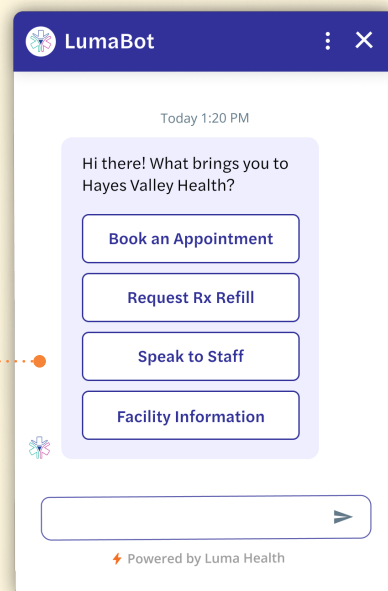 LumaBot
Today 1:20 PM
Hi there! What brings you to
Hayes Valley Health?
Book an Appointment
Request Rx Refill
Speak to Staff
Facility Information
Powered by Luma Health